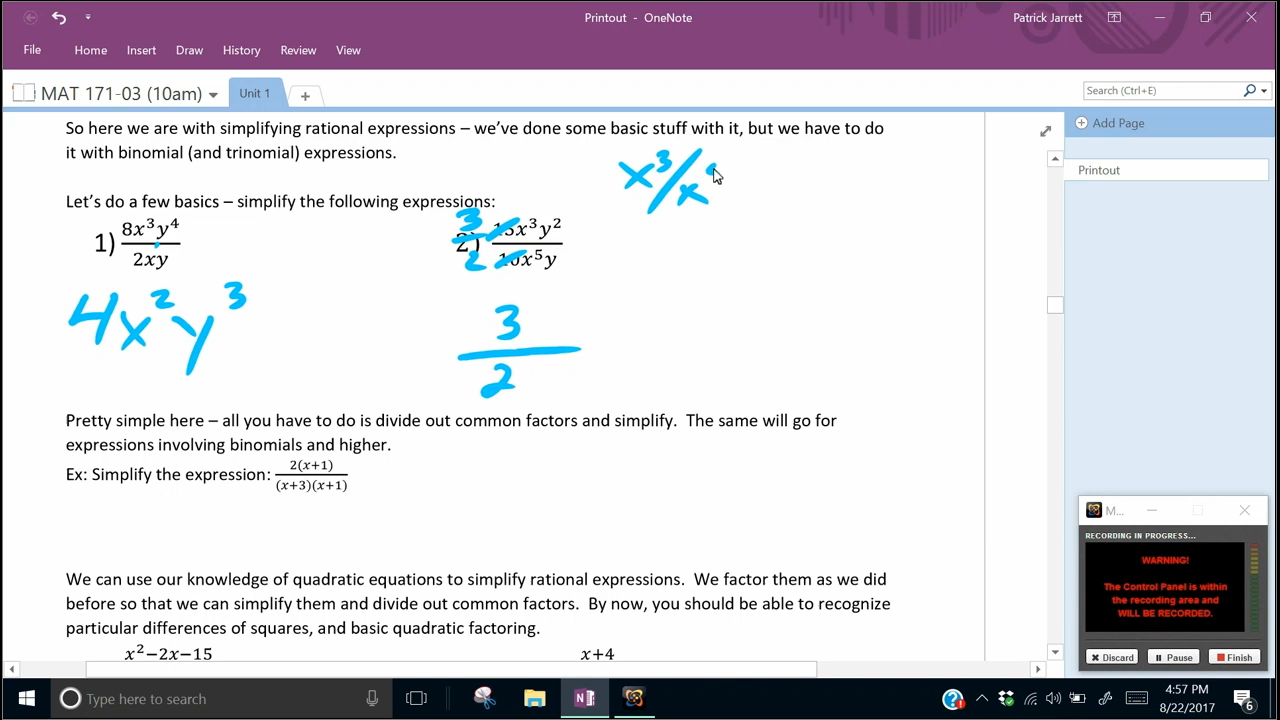 Printout - OneNote
Patrick Jarrett
File Home Insert Draw History Review View
MAT 171-03 (10am)
Unit 1
+
Search (Ctrl+E)
Add Page
Printout
So here we are with simplifying rational expressions – we've done some basic stuff with it, but we have to do
it with binomial (and trinomial) expressions.
x³/x
Let's do a few basics – simplify the following expressions:
1) 8x³y⁴/2xy
3/2
2) 15x³y²/10x⁵y
4x²y³
3/2
Pretty simple here – all you have to do is divide out common factors and simplify. The same will go for
expressions involving binomials and higher.
Ex: Simplify the expression: 2(x+1)/(x+3)(x+1)
We can use our knowledge of quadratic equations to simplify rational expressions. We factor them as we did
before so that we can simplify them and divide out common factors. By now, you should be able to recognize
particular differences of squares, and basic quadratic factoring.
x²−2x−15
x+4
M...
RECORDING IN PROGRESS...
WARNING!
The Control Panel is within
the recording area and
WILL BE RECORDED.
Discard Pause Finish
Type here to search
4:57 PM
8/22/2017
6